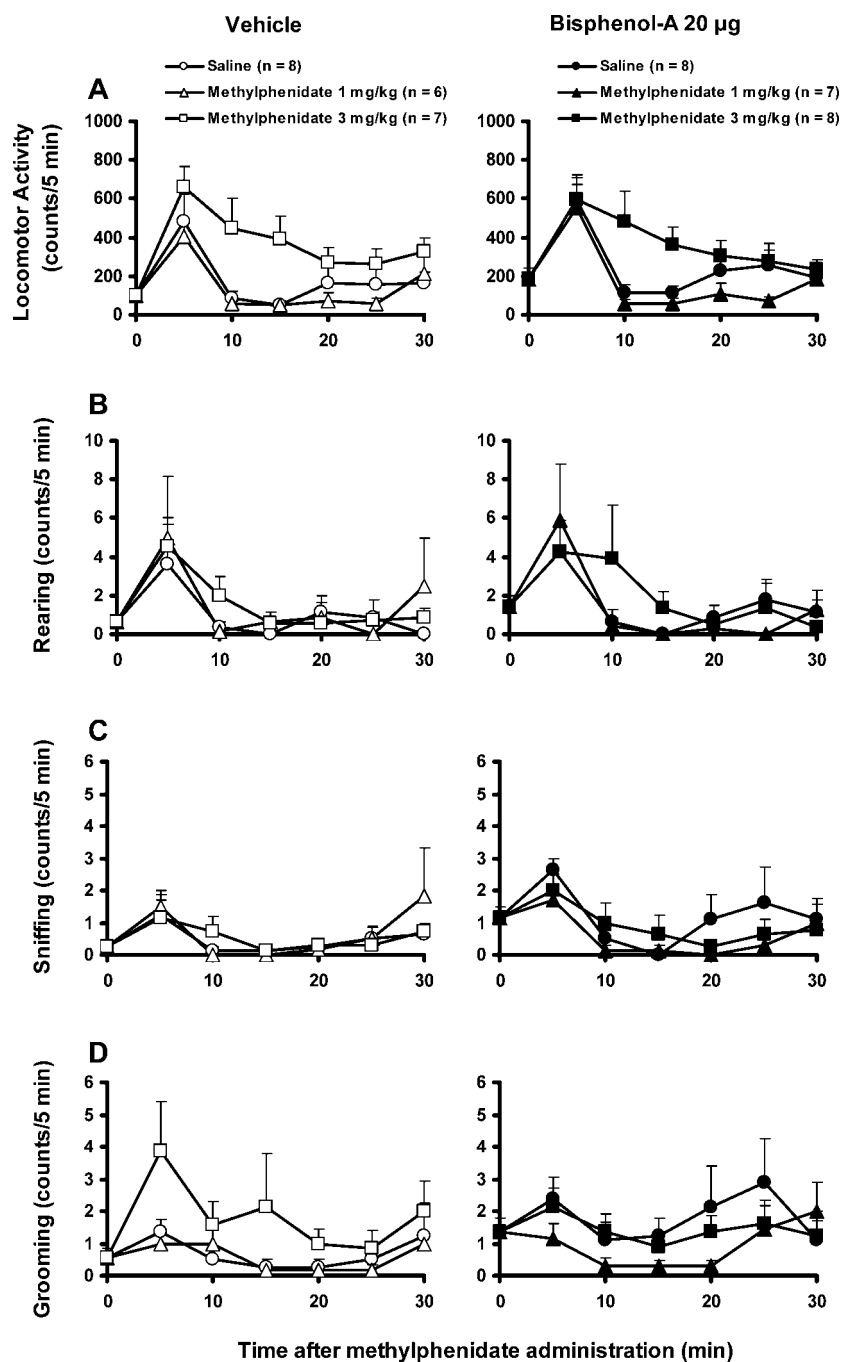 Vehicle
Bisphenol-A 20 µg
Saline (n = 8)
Methylphenidate 1 mg/kg (n = 6)
Methylphenidate 3 mg/kg (n = 7)
Saline (n = 8)
Methylphenidate 1 mg/kg (n = 7)
Methylphenidate 3 mg/kg (n = 8)
A
Locomotor Activity
(counts/5 min)
1000
800
600
400
200
0
0 10 20 30
1000
800
600
400
200
0
0 10 20 30
B
Rearing (counts/5 min)
10
8
6
4
2
0
0 10 20 30
10
8
6
4
2
0
0 10 20 30
C
Sniffing (counts/5 min)
6
5
4
3
2
1
0
0 10 20 30
6
5
4
3
2
1
0
0 10 20 30
D
Grooming (counts/5 min)
6
5
4
3
2
1
0
0 10 20 30
6
5
4
3
2
1
0
0 10 20 30
Time after methylphenidate administration (min)